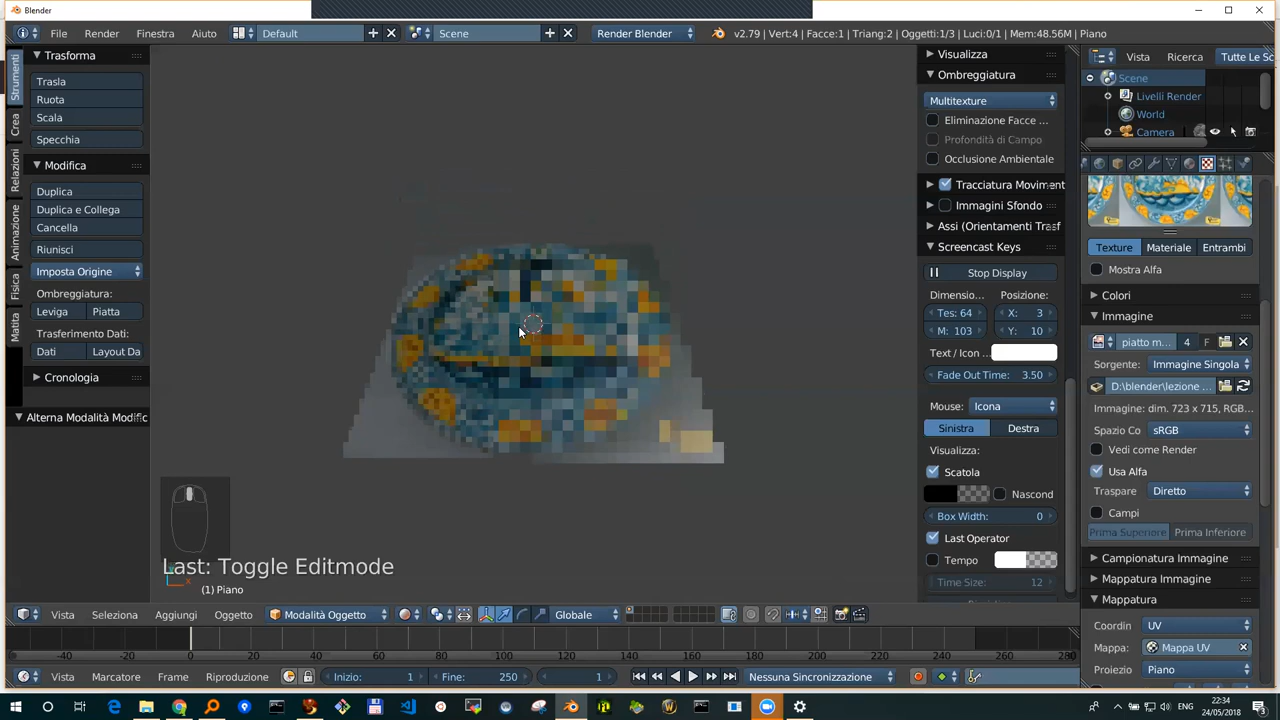 Blender
File Render Finestra Aiuto Default Scene Render Blender v2.79 | Vert:4 | Facce:1 | Triang:2 | Oggetti:1/3 | Luci:0/1 | Mem:48.56M | Piano
Strumenti
Crea
Relazioni
Animazione
Fisica
Matita
Trasforma
Trasla
Ruota
Scala
Specchia
Modifica
Duplica
Duplica e Collega
Cancella
Riunisci
Imposta Origine
Ombreggiatura:
Leviga Piatta
Trasferimento Dati:
Dati Layout Da
Cronologia
Alterna Modalità Modific
Last: Toggle Editmode
(1) Piano
Visualizza
Ombreggiatura
Multitexture
Eliminazione Facce ...
Profondità di Campo
Occlusione Ambientale
Tracciatura Moviment
Immagini Sfondo
Assi (Orientamenti Trasf
Screencast Keys
Stop Display
Dimensio... Posizione:
Tes: 64 X: 3
M: 103 Y: 10
Text / Icon ...
Fade Out Time: 3.50
Mouse: Icona
Sinistra Destra
Visualizza:
Scatola
Nascond
Box Width: 0
Last Operator
Tempo
Time Size: 12
Vista Ricerca Tutte Le Sc
Scene
Livelli Render
World
Camera
Texture Materiale Entrambi
Mostra Alfa
Colori
Immagine
piatto m... 4 F
Sorgente: Immagine Singola
D:\blender\lezione ...
Immagine: dim. 723 x 715, RGB...
Spazio Co sRGB
Vedi come Render
Usa Alfa
Traspare Diretto
Campi
Prima Superiore Prima Inferiore
Campionatura Immagine
Mappatura Immagine
Mappatura
Coordin UV
Mappa: Mappa UV
Proiezio Piano
Vista Seleziona Aggiungi Oggetto Modalità Oggetto Globale
-40 -20 0 20 40 60 80 100 120 140 160 180 200 220 240 260 280
Vista Marcatore Frame Riproduzione Inizio: 1 Fine: 250 1 Nessuna Sincronizzazione
ENG 22:34
24/05/2018